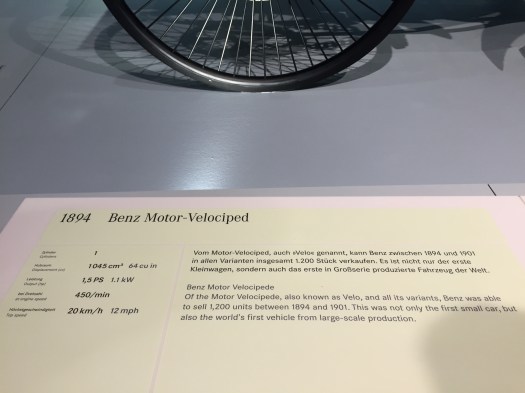 1894 Benz Motor-Velociped
1
1045 cm³ 64 cu in
1,5 PS 1.1 kW
450/min
20 km/h 12 mph
Vom Motor-Velociped, auch »Velo« genannt, kann Benz zwischen 1894 und 1901
in allen Varianten insgesamt 1.200 Stück verkaufen. Es ist nicht nur der erste
Kleinwagen, sondern auch das erste in Großserie produzierte Fahrzeug der Welt.
Benz Motor Velocipede
Of the Motor Velocipede, also known as Velo, and all its variants, Benz was able
to sell 1,200 units between 1894 and 1901. This was not only the first small car, but
also the world's first vehicle from large-scale production.